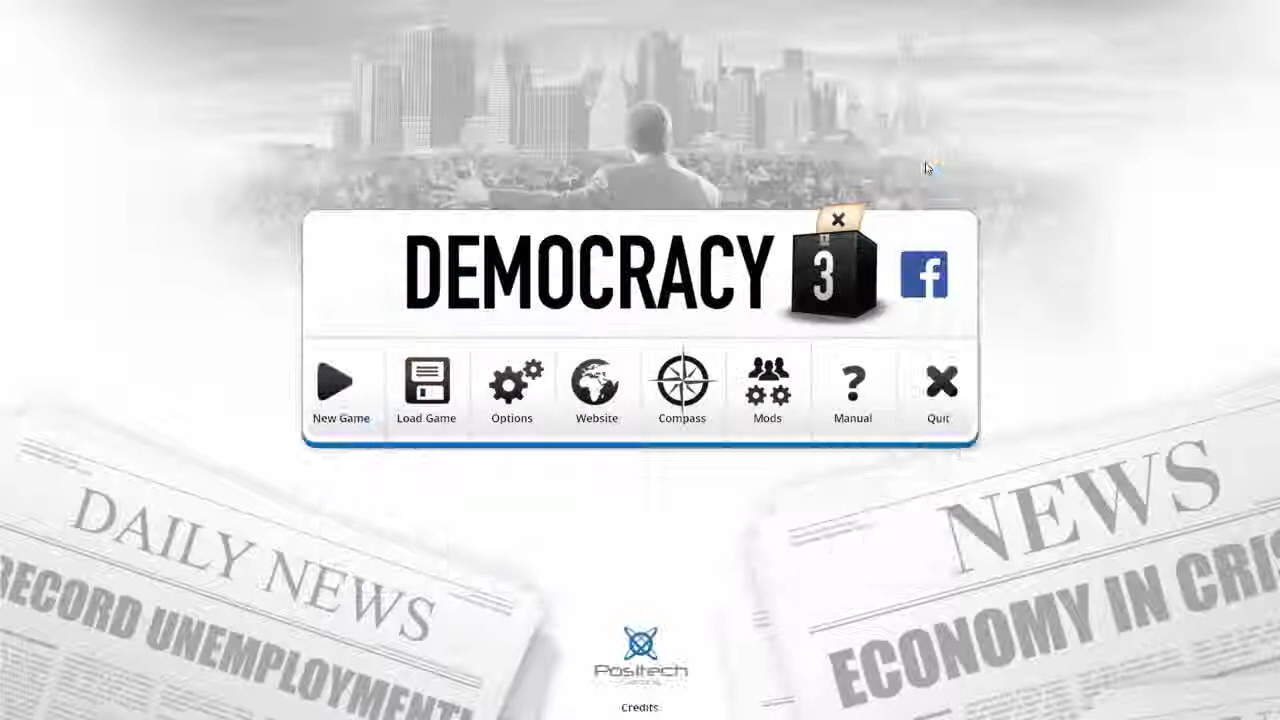 DEMOCRACY 3
New Game
Load Game
Options
Website
Compass
Mods
Manual
Quit
DAILY NEWS
RECORD UNEMPLOYMENT
NEWS
ECONOMY IN CRIS
Positech
Credits